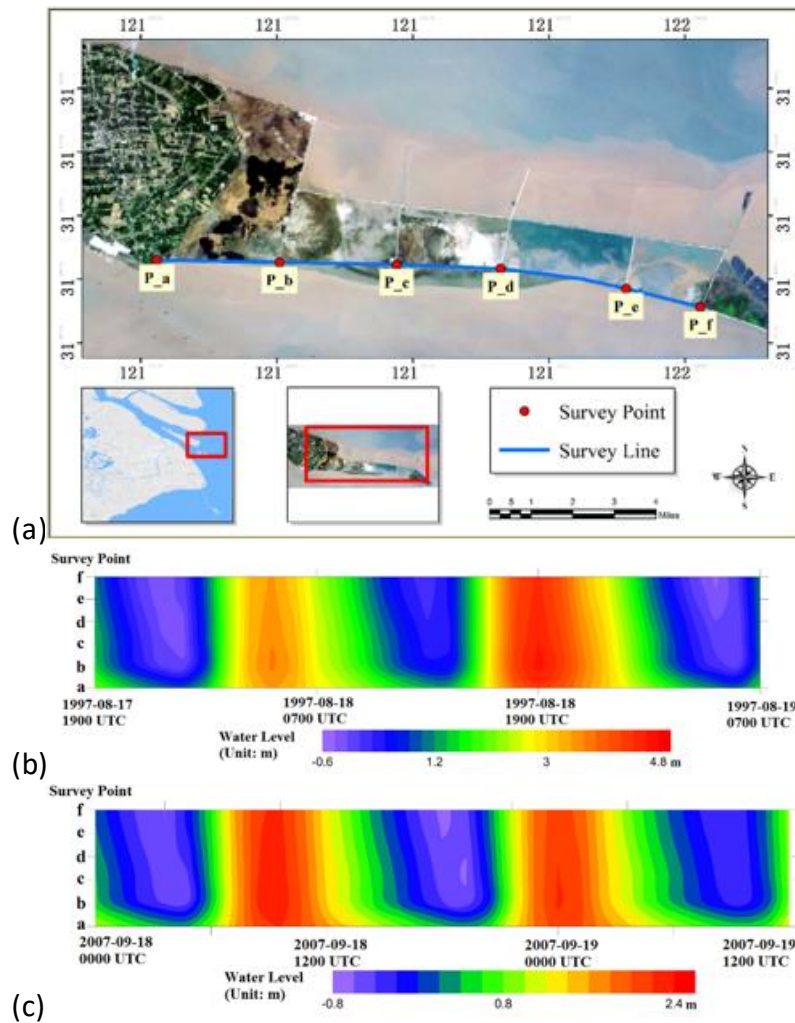 121 121 121 121 122
31 31
31 31
31 31
31 31
31 31
P_a P_b P_c P_d P_e P_f
121 121 121 121 122
Survey Point
Survey Line
N
W E
S
0 .5 1 2 3 4
Miles
(a)
Survey Point
f
e
d
c
b
a
1997-08-17 1997-08-18 1997-08-18 1997-08-19
1900 UTC 0700 UTC 1900 UTC 0700 UTC
Water Level
(Unit: m)
-0.6 1.2 3 4.8 m
(b)
Survey Point
f
e
d
c
b
a
2007-09-18 2007-09-18 2007-09-19 2007-09-19
0000 UTC 1200 UTC 0000 UTC 1200 UTC
Water Level
(Unit: m)
-0.8 0.8 2.4 m
(c)